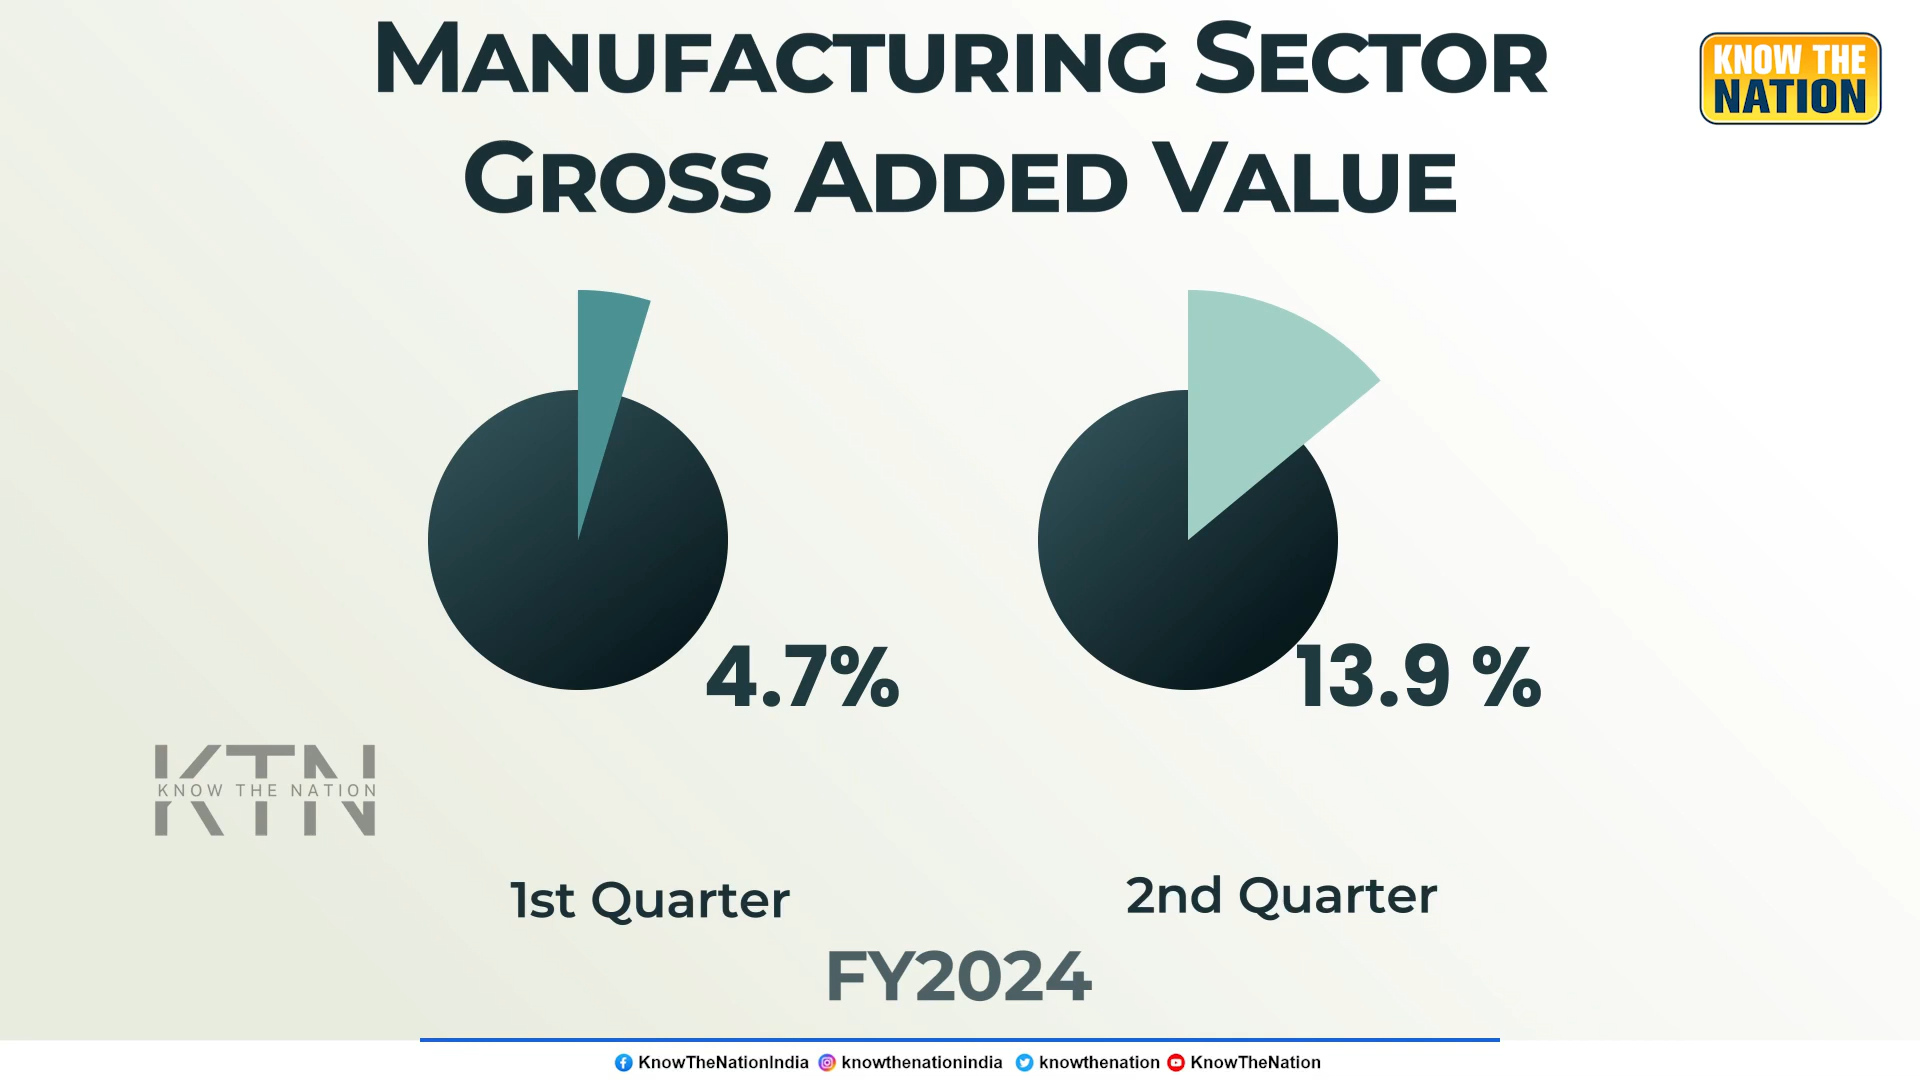 MANUFACTURING SECTOR
GROSS ADDED VALUE
KNOW THE
NATION
4.7%
13.9 %
KTN
KNOW THE NATION
1st Quarter
2nd Quarter
FY2024
KnowTheNationIndia knowthenationindia knowthenation KnowTheNation